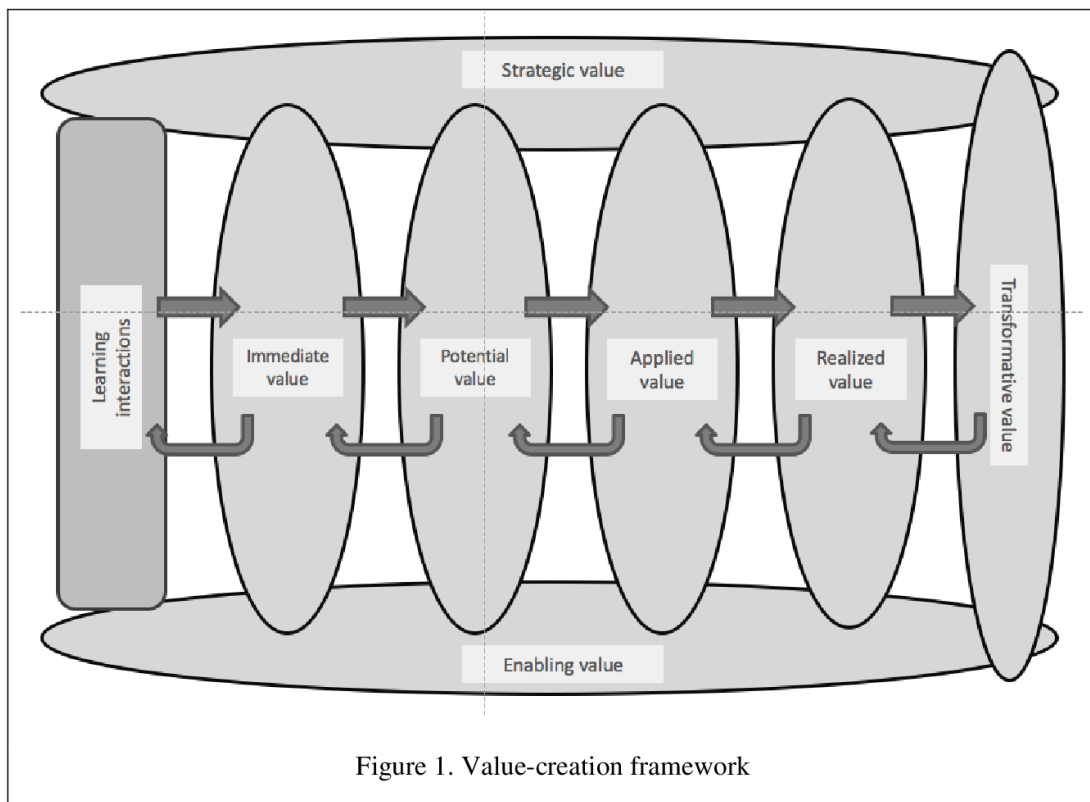 Strategic value
Learning
interactions
Immediate
value
Potential
value
Applied
value
Realized
value
Transformative value
Enabling value
Figure 1. Value-creation framework